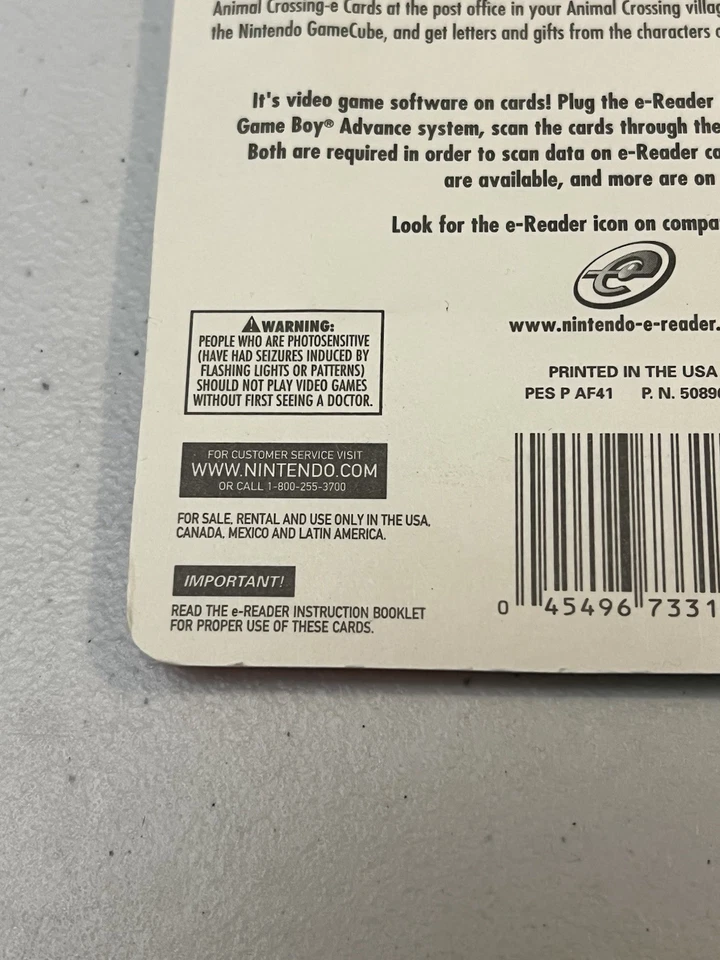 Animal Crossing-e Cards at the post office in your Animal Crossing
the Nintendo GameCube, and get letters and gifts from the characters
It's video game software on cards! Plug the e-Reader
Game Boy® Advance system, scan the cards through the
Both are required in order to scan data on e-Reader
are available, and more are on
Look for the e-Reader icon on
e
www.nintendo-e-reader.
⚠WARNING:
PEOPLE WHO ARE PHOTOSENSITIVE
(HAVE HAD SEIZURES INDUCED BY
FLASHING LIGHTS OR PATTERNS)
SHOULD NOT PLAY VIDEO GAMES
WITHOUT FIRST SEEING A DOCTOR.
PRINTED IN THE USA
PES P AF41 P. N. 5089
FOR CUSTOMER SERVICE VISIT
WWW.NINTENDO.COM
OR CALL 1-800-255-3700
FOR SALE, RENTAL AND USE ONLY IN THE USA,
CANADA, MEXICO AND LATIN AMERICA.
IMPORTANT!
READ THE e-READER INSTRUCTION BOOKLET
FOR PROPER USE OF THESE CARDS.
0 45496 7331